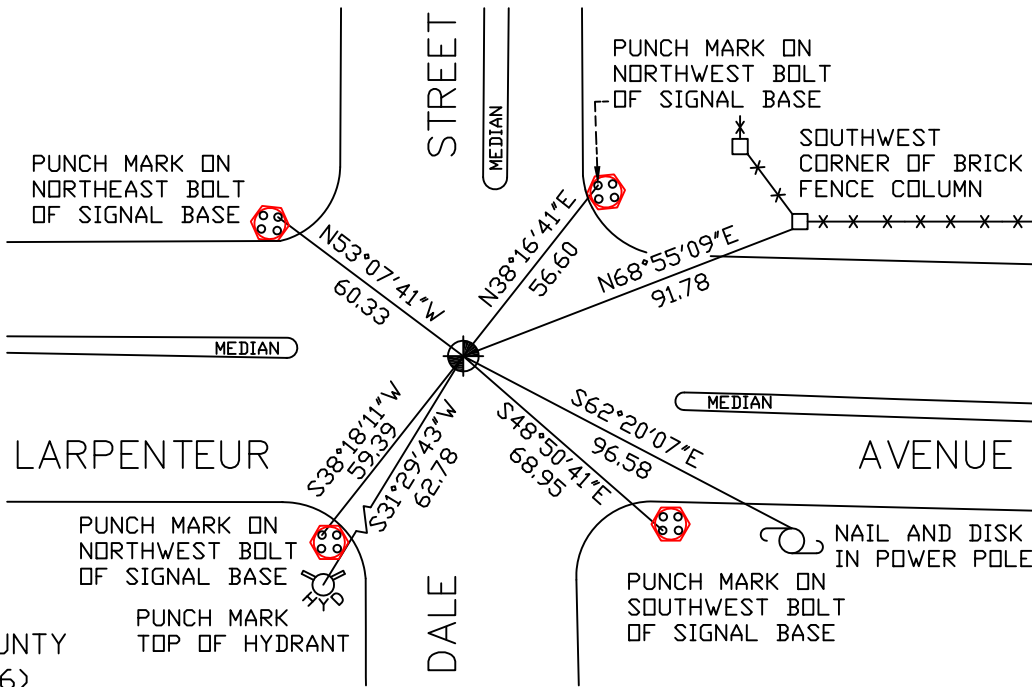 STREET
MEDIAN
PUNCH MARK ON
NORTHWEST BOLT
OF SIGNAL BASE
SOUTHWEST
CORNER OF BRICK
FENCE COLUMN
PUNCH MARK ON
NORTHEAST BOLT
OF SIGNAL BASE
N53°07'41"W
60.33
N38°16'41"E
56.60
N68°55'09"E
91.78
MEDIAN
MEDIAN
S38°18'11"W
59.39
S31°29'43"W
62.78
S48°50'41"E
68.95
S62°20'07"E
96.58
LARPENTEUR
AVENUE
PUNCH MARK ON
NORTHWEST BOLT
OF SIGNAL BASE
HYD
PUNCH MARK
TOP OF HYDRANT
DALE
NAIL AND DISK
IN POWER POLE
PUNCH MARK ON
SOUTHWEST BOLT
OF SIGNAL BASE
UNTY
6)